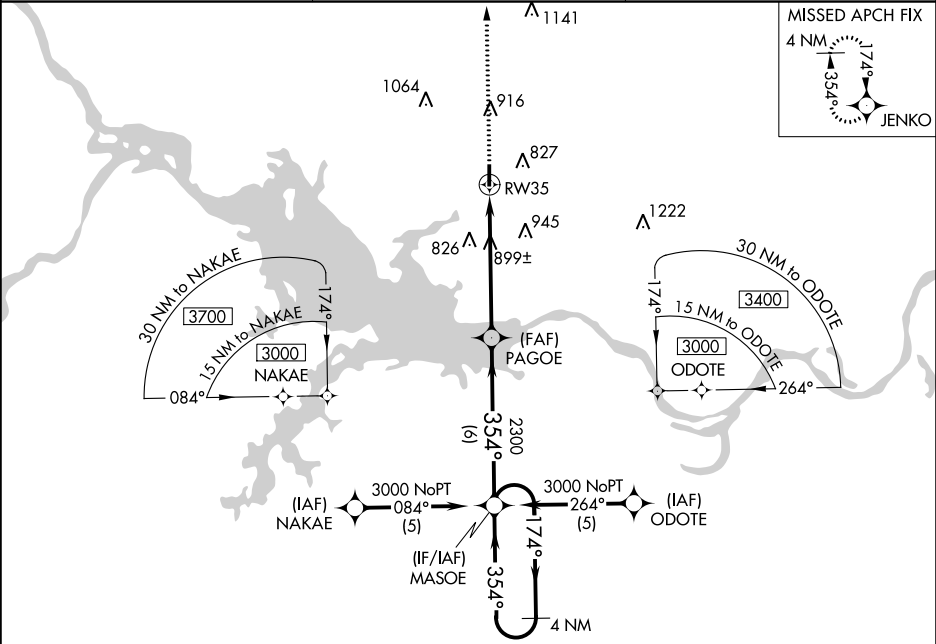 1141
MISSED APCH FIX
4 NM
174°
354°
JENKO
1064
916
827
RW35
1222
945
826
899±
30 NM to NAKAE
3700
15 NM to NAKAE
3000
NAKAE
174°
084°
30 NM to ODOTE
3400
15 NM to ODOTE
3000
ODOTE
174°
264°
(FAF)
PAGOE
2300
354°
(6)
(IAF)
NAKAE
3000 NoPT
084°
(5)
3000 NoPT
264°
(5)
(IAF)
ODOTE
(IF/IAF)
MASOE
174°
354°
4 NM